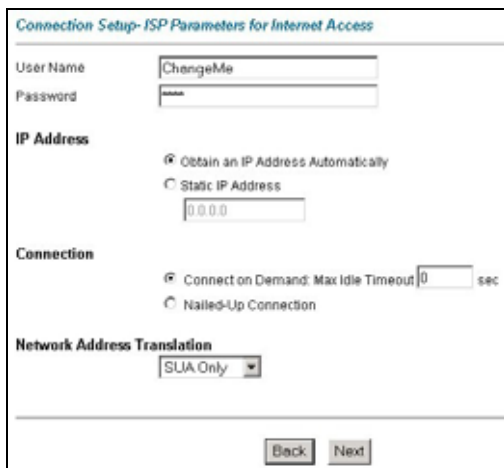 Connection Setup- ISP Parameters for Internet Access
User Name ChangeMe
Password ****
IP Address
Obtain an IP Address Automatically
Static IP Address
0.0.0.0
Connection
Connect on Demand: Max Idle Timeout 0 sec
Nailed-Up Connection
Network Address Translation
SUA Only
Back Next